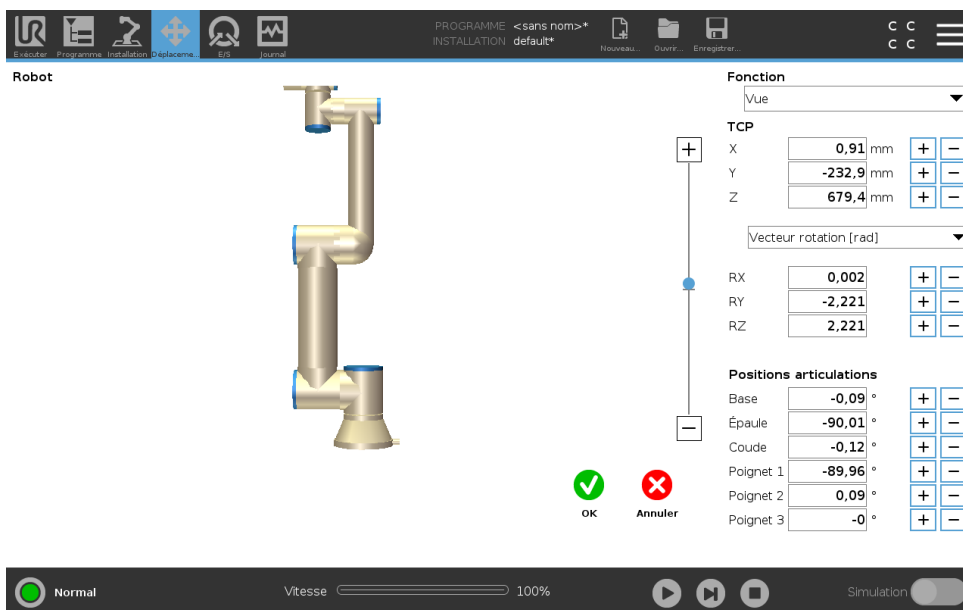 UR
PROGRAMME <sans nom>*
INSTALLATION default*
C C
C C
Exécuter Programme Installation Déplaceme... E/S Journal Nouveau... Ouvrir... Enregistrer...
Robot
Fonction
Vue
TCP
+
X 0,91 mm + −
Y -232,9 mm + −
Z 679,4 mm + −
Vecteur rotation [rad]
RX 0,002 + −
RY -2,221 + −
RZ 2,221 + −
Positions articulations
Base -0,09 ° + −
Épaule -90,01 ° + −
−
Coude -0,12 ° + −
Poignet 1 -89,96 ° + −
Poignet 2 0,09 ° + −
Poignet 3 -0 ° + −
OK Annuler
Normal Vitesse 100% Simulation